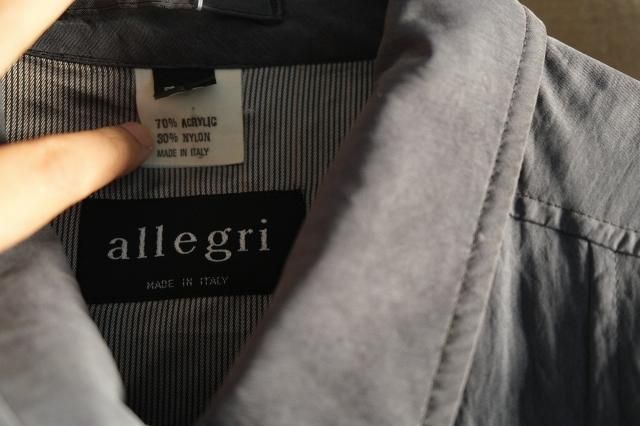 70% ACRYLIC
30% NYLON
MADE IN ITALY
allegri
MADE IN ITALY